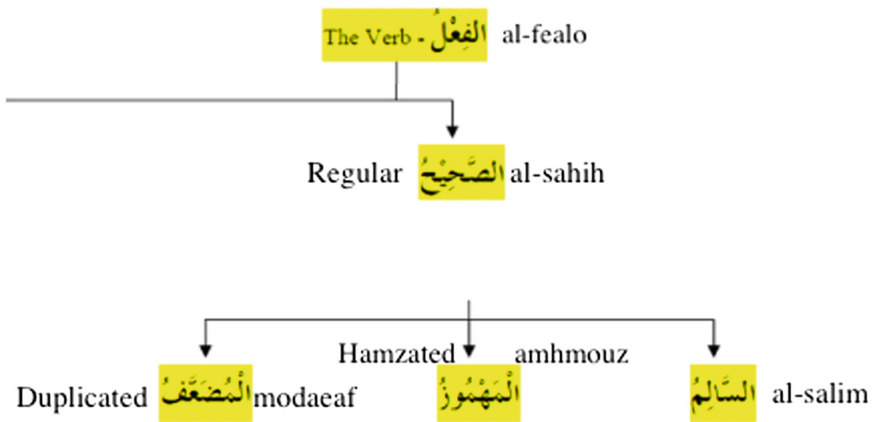 The Verb - الفِعْلُ al-fealo
Regular الصَّحِيْحُ al-sahih
Hamzated amhmouz
Duplicated الْمُضَعَّفُ modaeaf الْمَهْمُوزُ السَّالِمُ al-salim